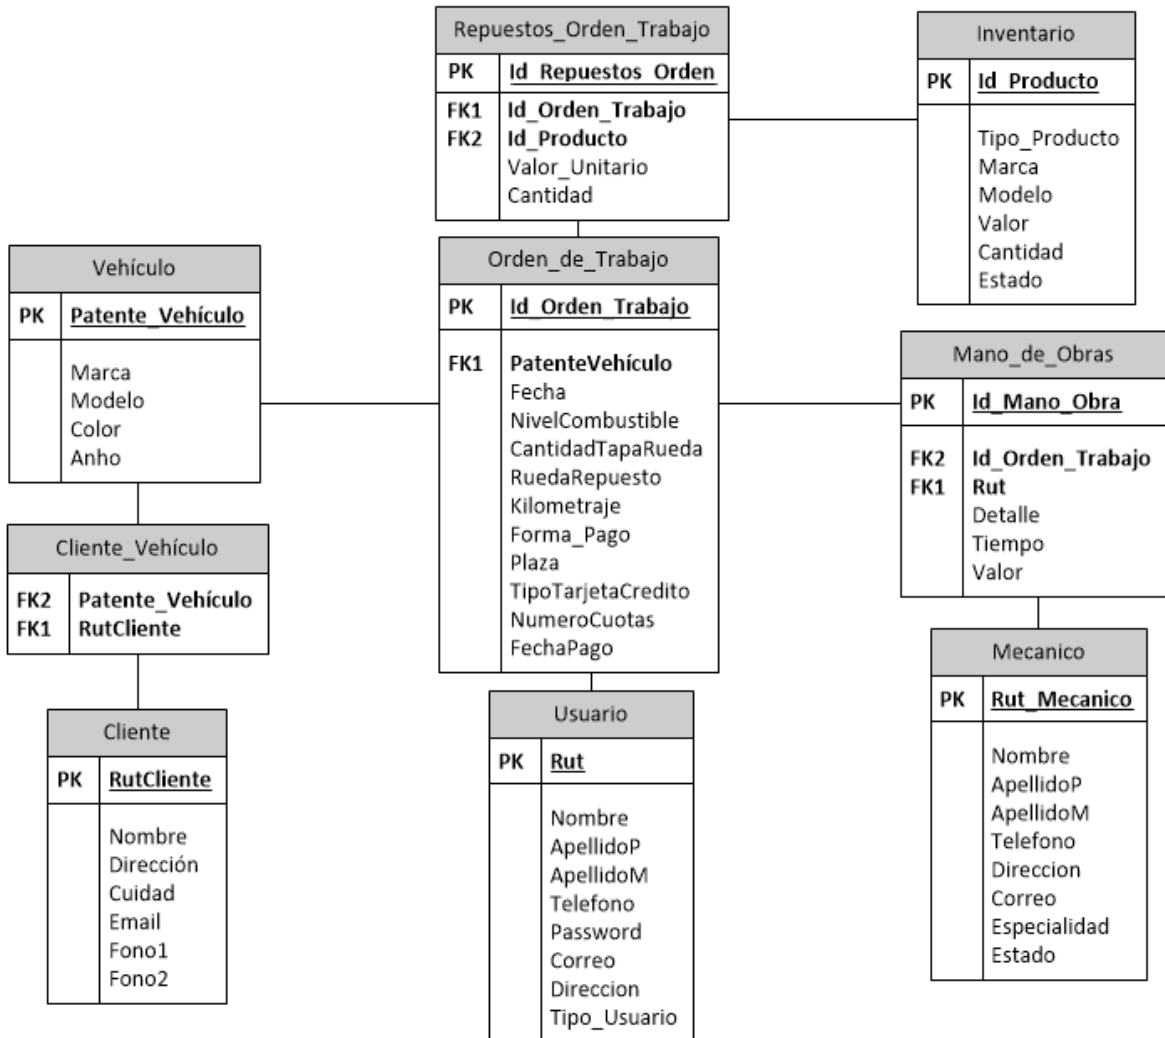 Repuestos_Orden_Trabajo
PK Id_Repuestos_Orden
FK1 Id_Orden_Trabajo
FK2 Id_Producto
Valor_Unitario
Cantidad
Inventario
PK Id_Producto
Tipo_Producto
Marca
Modelo
Valor
Cantidad
Estado
Vehículo
PK Patente_Vehículo
Marca
Modelo
Color
Anho
Orden_de_Trabajo
PK Id_Orden_Trabajo
FK1 PatenteVehículo
Fecha
NivelCombustible
CantidadTapaRueda
RuedaRepuesto
Kilometraje
Forma_Pago
Plaza
TipoTarjetaCredito
NumeroCuotas
FechaPago
Mano_de_Obras
PK Id_Mano_Obra
FK2 Id_Orden_Trabajo
FK1 Rut
Detalle
Tiempo
Valor
Cliente_Vehículo
FK2 Patente_Vehículo
FK1 RutCliente
Cliente
PK RutCliente
Nombre
Dirección
Cuidad
Email
Fono1
Fono2
Usuario
PK Rut
Nombre
ApellidoP
ApellidoM
Telefono
Password
Correo
Direccion
Tipo_Usuario
Mecanico
PK Rut_Mecanico
Nombre
ApellidoP
ApellidoM
Telefono
Direccion
Correo
Especialidad
Estado